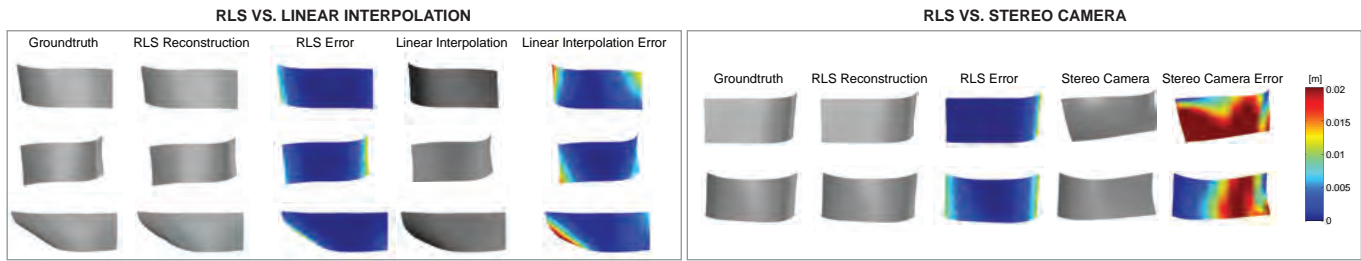 RLS VS. LINEAR INTERPOLATION
Groundtruth RLS Reconstruction RLS Error Linear Interpolation Linear Interpolation Error
RLS VS. STEREO CAMERA
Groundtruth RLS Reconstruction RLS Error Stereo Camera Stereo Camera Error [m]
0.02
0.015
0.01
0.005
0